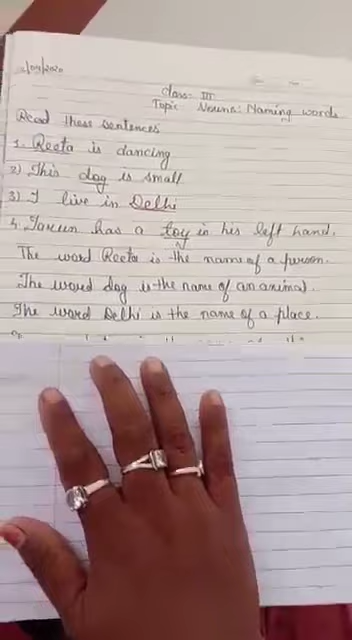 /09/2020
Class- III
Topic Nouns: Naming words
Read these sentences
1. Reeta is dancing
2) This dog is small
3) I live in Delhi
4. Tarun has a toy in his left hand.
The word Reeta is the name of a person.
The word dog is the name of an animal.
The word Delhi is the name of a place.